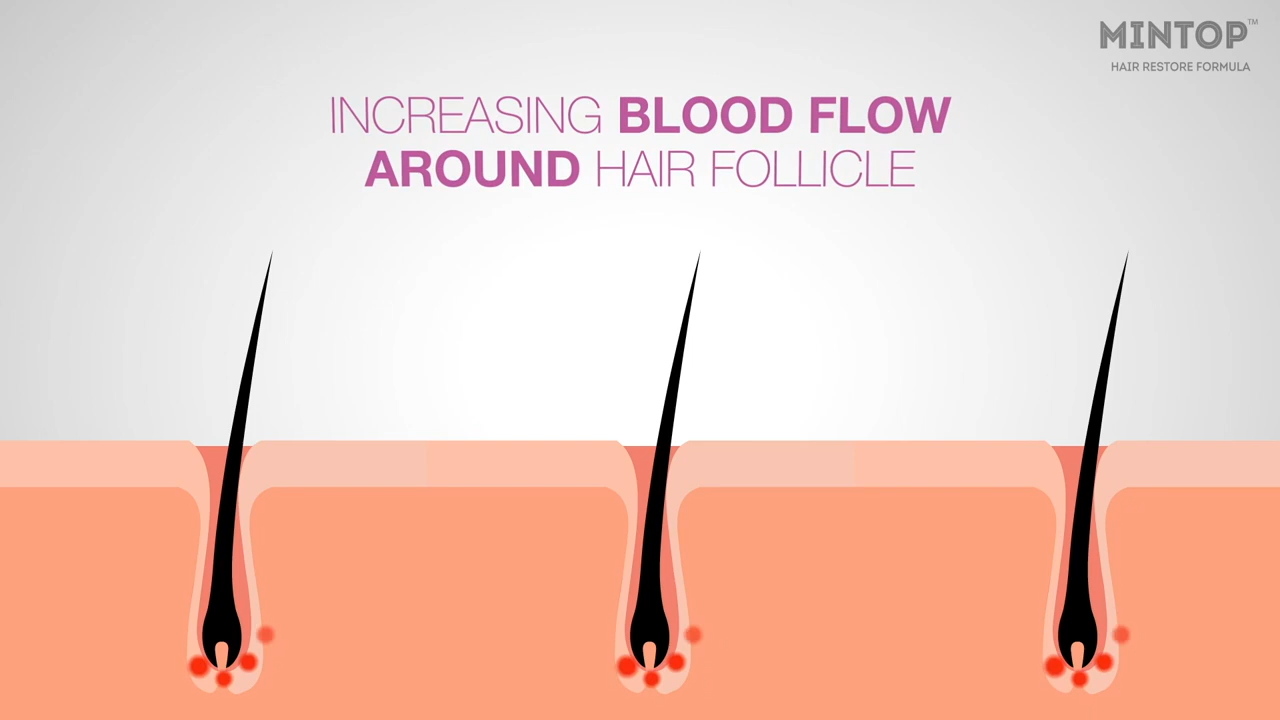 MINTOP™
HAIR RESTORE FORMULA
INCREASING BLOOD FLOW
AROUND HAIR FOLLICLE